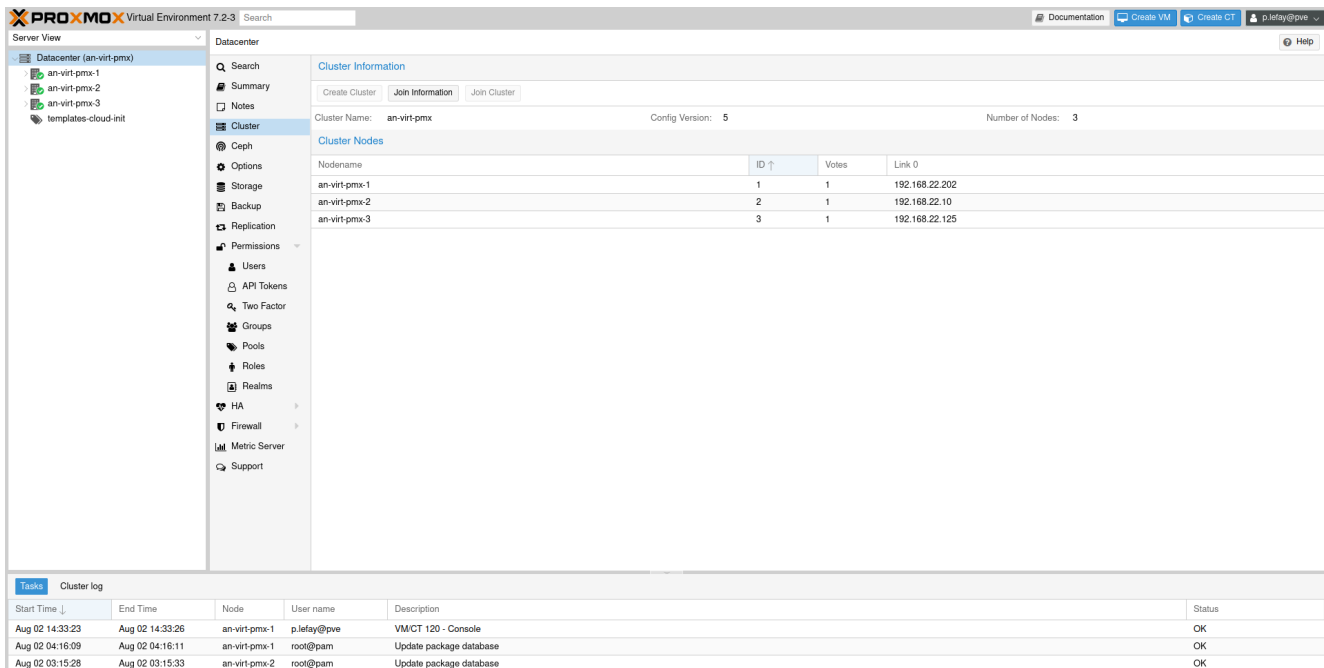 PROXMOX Virtual Environment 7.2-3 Search Documentation Create VM Create CT p.lefay@pve
Server View
Datacenter (an-virt-pmx)
an-virt-pmx-1
an-virt-pmx-2
an-virt-pmx-3
templates-cloud-init
Datacenter Help
Search
Summary
Notes
Cluster
Ceph
Options
Storage
Backup
Replication
Permissions
Users
API Tokens
Two Factor
Groups
Pools
Roles
Realms
HA
Firewall
Metric Server
Support
Cluster Information
Create Cluster Join Information Join Cluster
Cluster Name: an-virt-pmx Config Version: 5 Number of Nodes: 3
Cluster Nodes
Nodename ID Votes Link 0
an-virt-pmx-1 1 1 192.168.22.202
an-virt-pmx-2 2 1 192.168.22.10
an-virt-pmx-3 3 1 192.168.22.125
Tasks Cluster log
Start Time End Time Node User name Description Status
Aug 02 14:33:23 Aug 02 14:33:26 an-virt-pmx-1 p.lefay@pve VM/CT 120 - Console OK
Aug 02 04:16:09 Aug 02 04:16:11 an-virt-pmx-1 root@pam Update package database OK
Aug 02 03:15:28 Aug 02 03:15:33 an-virt-pmx-2 root@pam Update package database OK